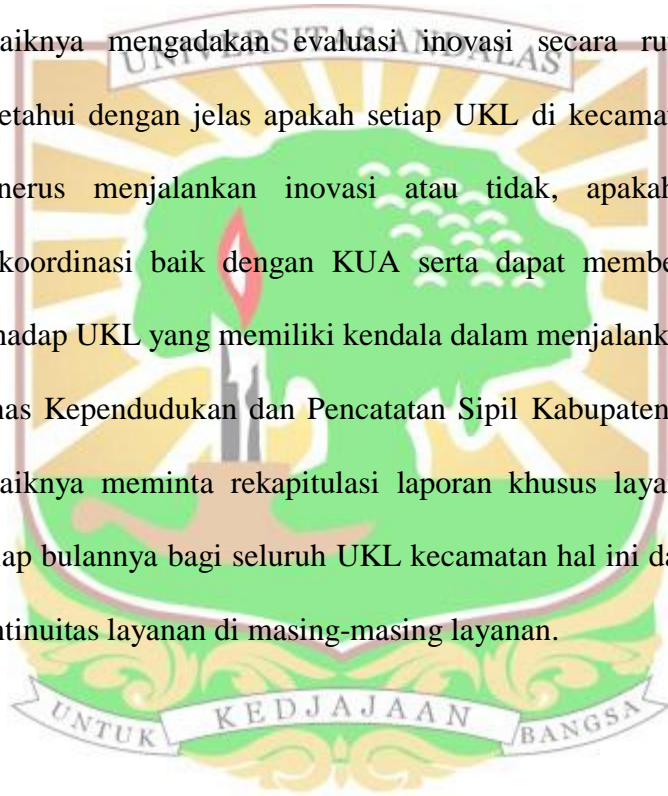 aiknya mengadakan evaluasi inovasi secara ru
UNIVERSITAS ANDALAS
etahui dengan jelas apakah setiap UKL di kecama
nerus menjalankan inovasi atau tidak, apakah
koordinasi baik dengan KUA serta dapat membe
hadap UKL yang memiliki kendala dalam menjalank
nas Kependudukan dan Pencatatan Sipil Kabupaten
aiknya meminta rekapitulasi laporan khusus laya
iap bulannya bagi seluruh UKL kecamatan hal ini da
ntinuitas layanan di masing-masing layanan.
UNTUK KEDJAJAAN BANGSA